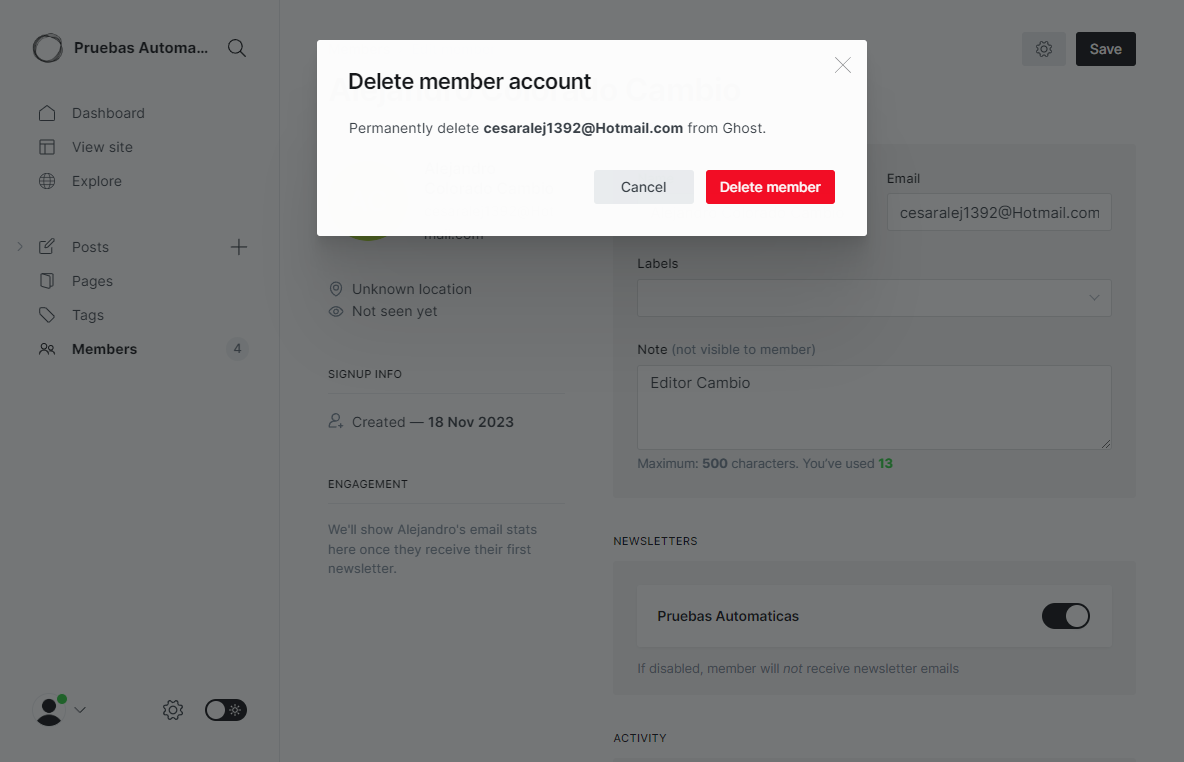 Pruebas Automa...
Save
Dashboard
View site
Explore
Posts
Pages
Tags
Members
4
Delete member account
Permanently delete cesaralej1392@Hotmail.com from Ghost.
Cancel
Delete member
mail.com
Unknown location
Not seen yet
SIGNUP INFO
Created — 18 Nov 2023
ENGAGEMENT
We'll show Alejandro's email stats
here once they receive their first
newsletter.
Email
cesaralej1392@Hotmail.com
Labels
Note (not visible to member)
Editor Cambio
Maximum: 500 characters. You've used 13
NEWSLETTERS
Pruebas Automaticas
If disabled, member will not receive newsletter emails
ACTIVITY